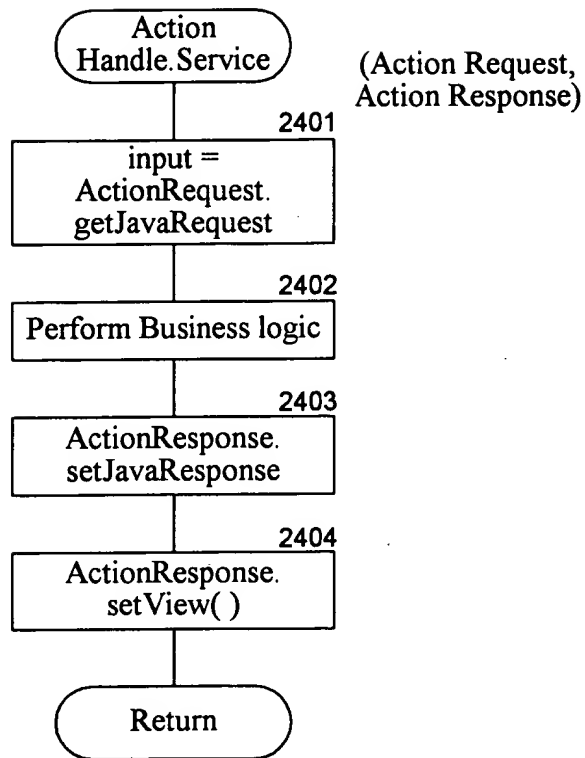 Action
Handle.Service
(Action Request,
Action Response)
2401
input =
ActionRequest.
getJavaRequest
2402
Perform Business logic
2403
ActionResponse.
setJavaResponse
2404
ActionResponse.
setView( )
Return